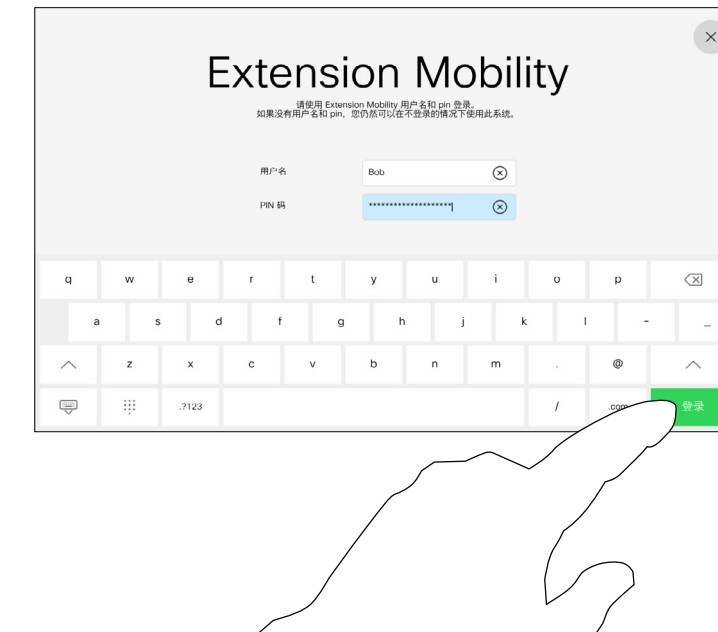 Extension Mobility
请使用 Extension Mobility 用户名和 pin 登录。
如果没有用户名和 pin，您仍然可以在不登录的情况下使用此系统。
用户名 Bob
PIN 码 ********************|
q w e r t y u i o p
a s d f g h j k l - _
z x c v b n m . @
.?123 / .com 登录